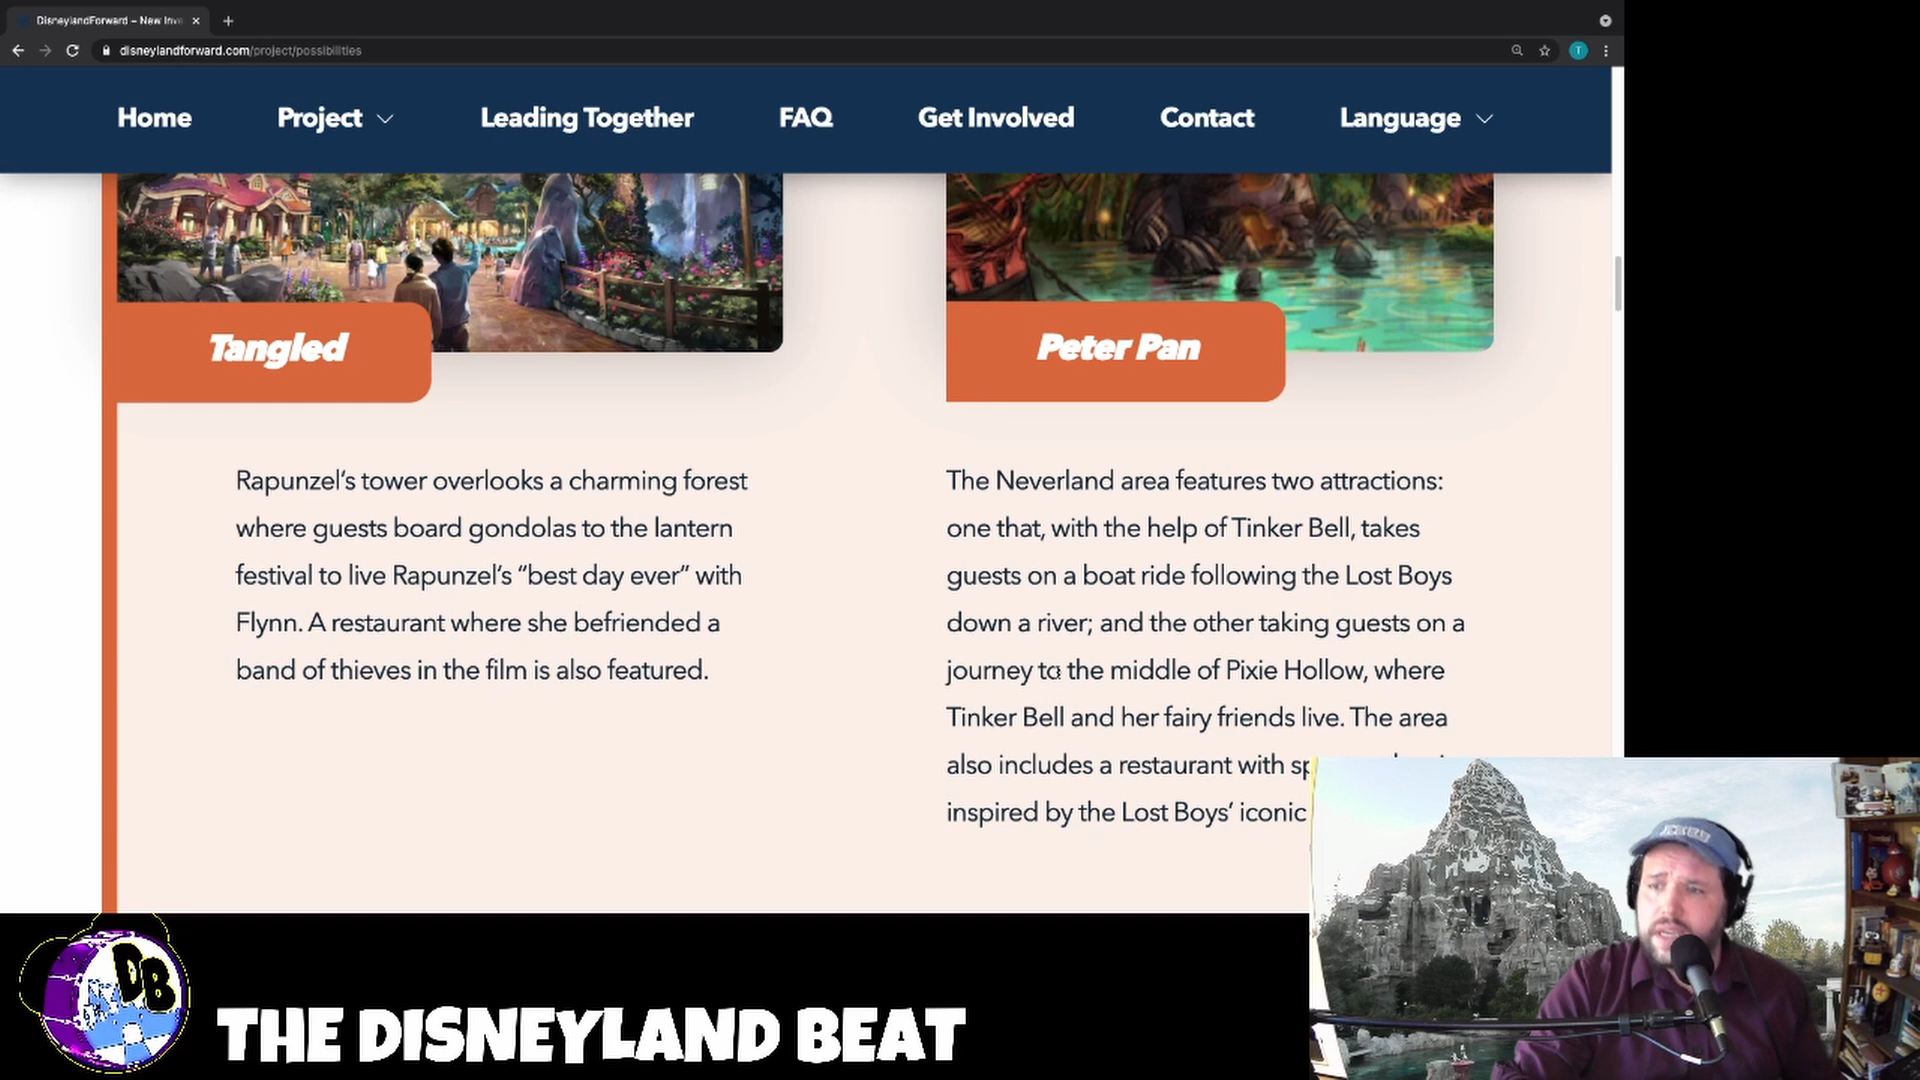 DisneylandForward – New Inve
disneylandforward.com/project/possibilities
T
Home
Project
Leading Together
FAQ
Get Involved
Contact
Language
Tangled
Rapunzel's tower overlooks a charming forest
where guests board gondolas to the lantern
festival to live Rapunzel's "best day ever" with
Flynn. A restaurant where she befriended a
band of thieves in the film is also featured.
Peter Pan
The Neverland area features two attractions:
one that, with the help of Tinker Bell, takes
guests on a boat ride following the Lost Boys
down a river; and the other taking guests on a
journey to the middle of Pixie Hollow, where
Tinker Bell and her fairy friends live. The area
also includes a restaurant with
inspired by the Lost Boys' iconic
DB
THE DISNEYLAND BEAT